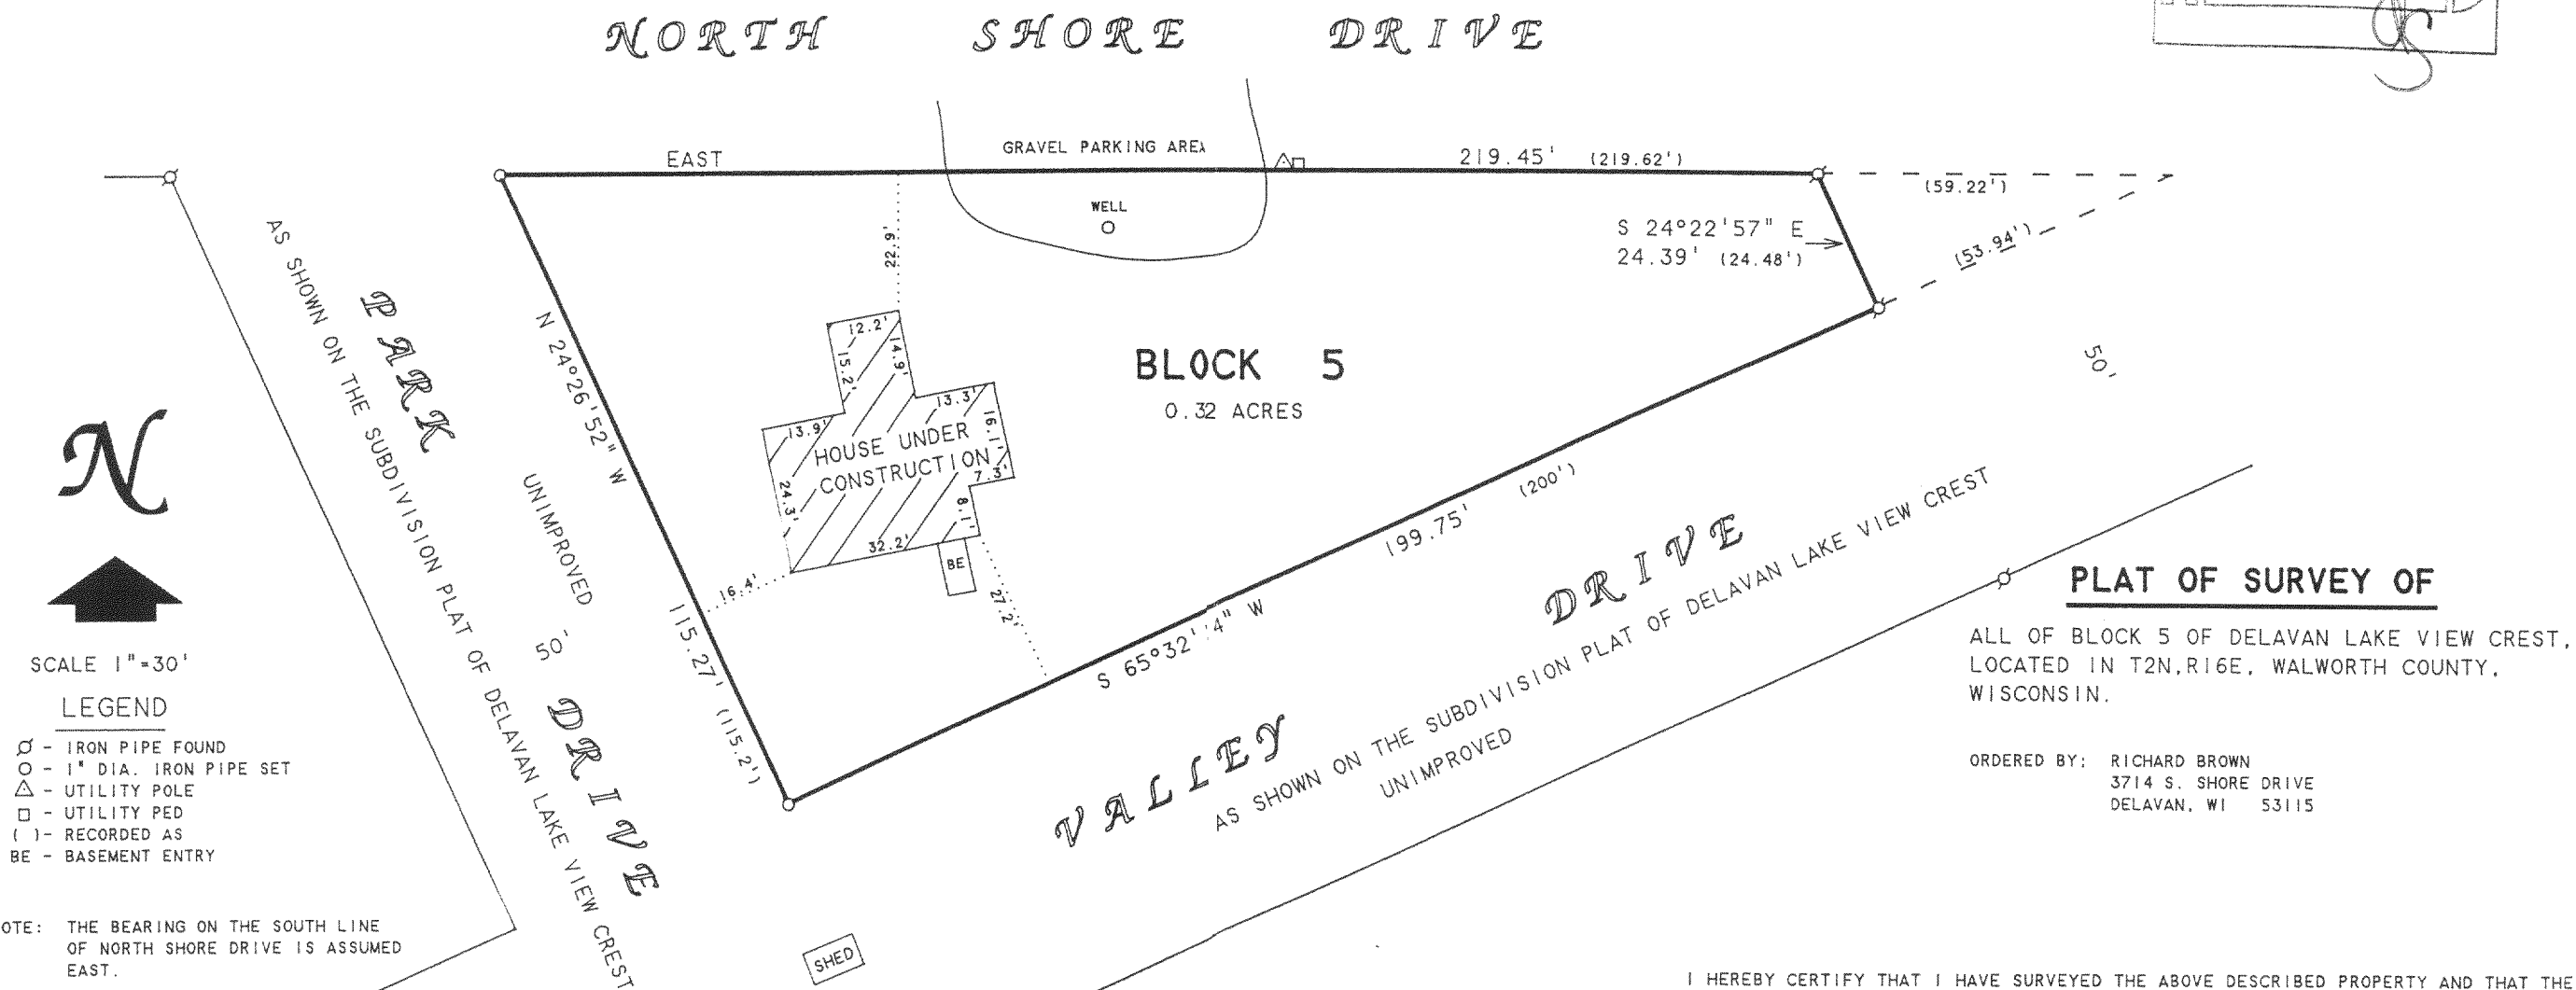 NORTH SHORE DRIVE
EAST
GRAVEL PARKING AREA
219.45' (219.62')
(59.22')
WELL
22.9'
S 24°22'57" E
24.39' (24.48')
(53.94')
50'
AS SHOWN ON THE SUBDIVISION PLAT OF DELAVAN LAKE VIEW CREST
PARK DRIVE
UNIMPROVED
50'
N 24°26'52" W
115.27' (115.2')
12.2'
15.2'
14.9'
13.3'
13.9'
16.1'
HOUSE UNDER
CONSTRUCTION
7.3'
24.3'
8.1'
32.2'
BE
16.4'
27.2'
BLOCK 5
0.32 ACRES
(200')
199.75'
S 65°32' 4" W
VALLEY DRIVE
AS SHOWN ON THE SUBDIVISION PLAT OF DELAVAN LAKE VIEW CREST
UNIMPROVED
SHED
N
SCALE 1"=30'
LEGEND
- IRON PIPE FOUND
O - 1" DIA. IRON PIPE SET
- UTILITY POLE
- UTILITY PED
( )- RECORDED AS
BE - BASEMENT ENTRY
OTE: THE BEARING ON THE SOUTH LINE
OF NORTH SHORE DRIVE IS ASSUMED
EAST.
PLAT OF SURVEY OF
ALL OF BLOCK 5 OF DELAVAN LAKE VIEW CREST,
LOCATED IN T2N,R16E, WALWORTH COUNTY,
WISCONSIN.
ORDERED BY: RICHARD BROWN
3714 S. SHORE DRIVE
DELAVAN, WI 53115
I HEREBY CERTIFY THAT I HAVE SURVEYED THE ABOVE DESCRIBED PROPERTY AND THAT THE